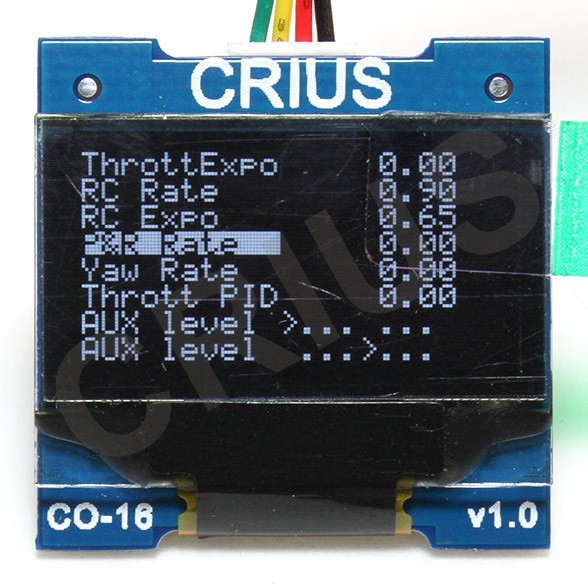 CRIUS
ThrottExpo 0.00
RC Rate 0.90
RC Expo 0.65
P&R Rate 0.00
Yaw Rate 0.00
Thrott PID 0.00
AUX level >... ...
AUX level ...>...
CRIUS
CO-16 v1.0